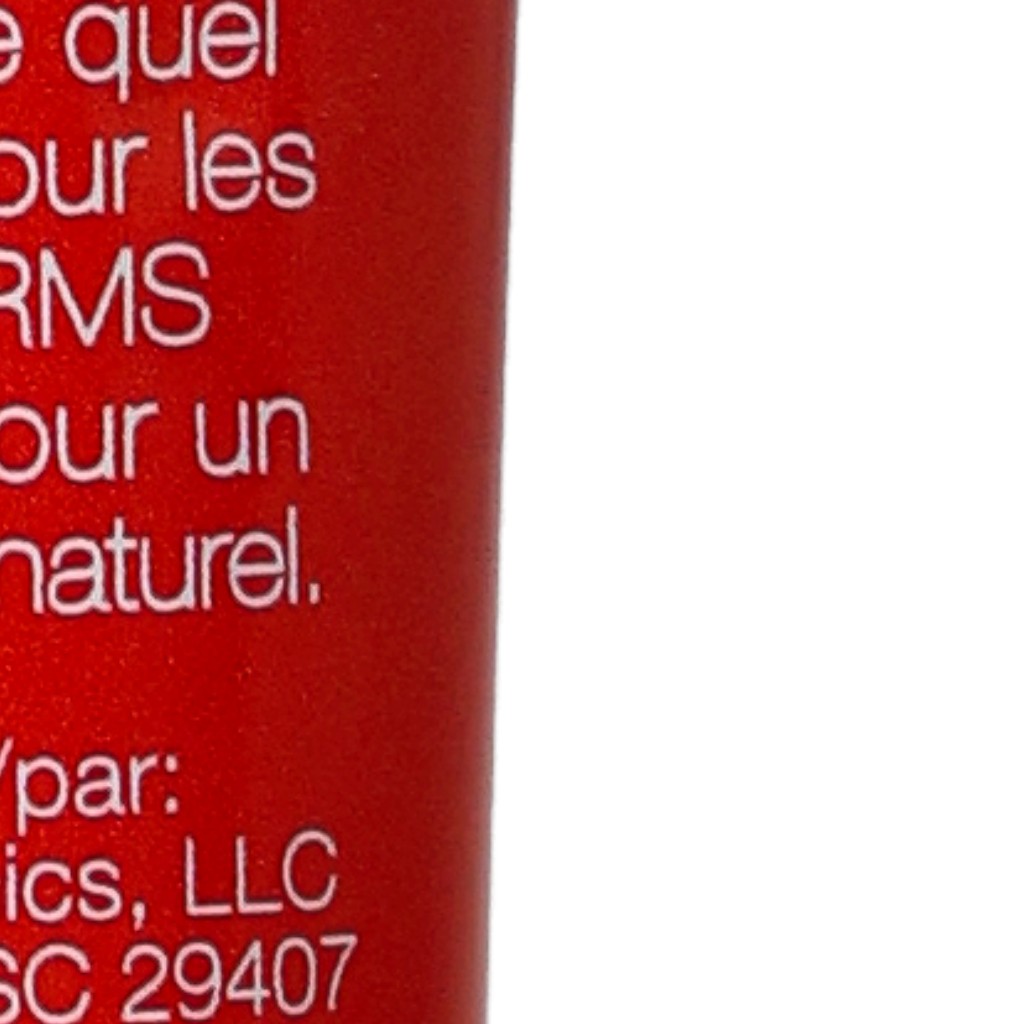 e quel
our les
RMS
our un
naturel.
/par:
ics, LLC
SC 29407